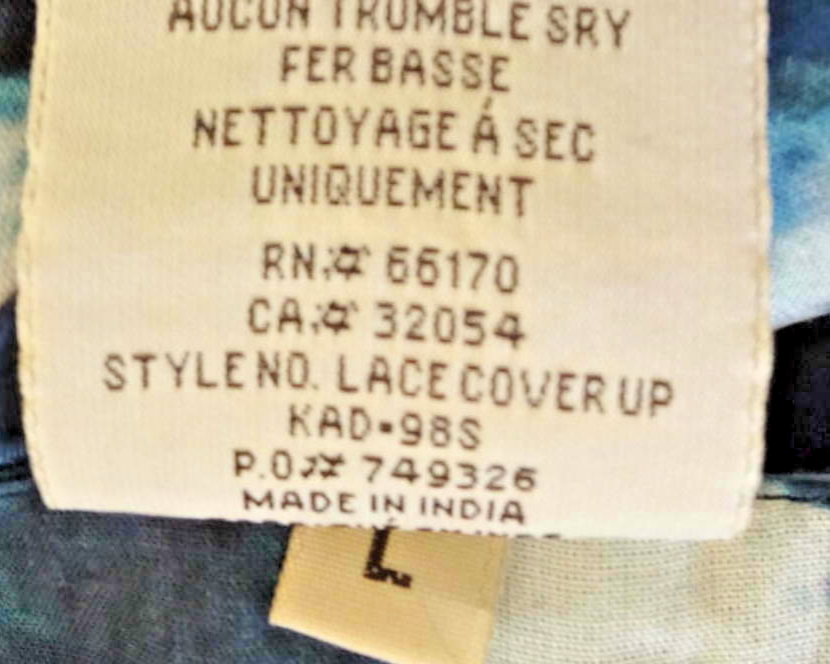 AUCUN TRUMBLE SRY
FER BASSE
NETTOYAGE Á SEC
UNIQUEMENT
RN.# 66170
CA.# 32054
STYLE NO. LACE COVER UP
KAD-98S
P.O.# 749326
MADE IN INDIA
L